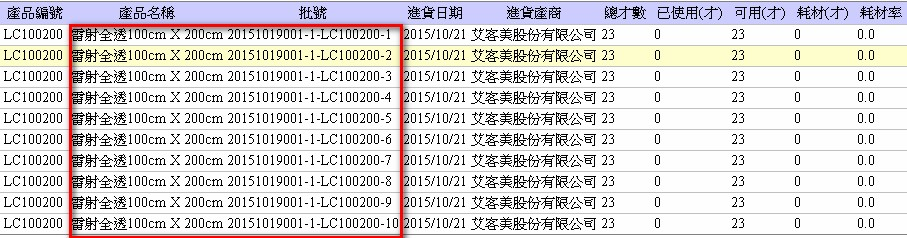 產品編號 產品名稱 批號 進貨日期 進貨產商 總才數 已使用(才) 可用(才) 耗材(才) 耗材率
LC100200 雷射全透100cm X 200cm 20151019001-1-LC100200-1 2015/10/21 艾客美股份有限公司 23 0 23 0 0.0
LC100200 雷射全透100cm X 200cm 20151019001-1-LC100200-2 2015/10/21 艾客美股份有限公司 23 0 23 0 0.0
LC100200 雷射全透100cm X 200cm 20151019001-1-LC100200-3 2015/10/21 艾客美股份有限公司 23 0 23 0 0.0
LC100200 雷射全透100cm X 200cm 20151019001-1-LC100200-4 2015/10/21 艾客美股份有限公司 23 0 23 0 0.0
LC100200 雷射全透100cm X 200cm 20151019001-1-LC100200-5 2015/10/21 艾客美股份有限公司 23 0 23 0 0.0
LC100200 雷射全透100cm X 200cm 20151019001-1-LC100200-6 2015/10/21 艾客美股份有限公司 23 0 23 0 0.0
LC100200 雷射全透100cm X 200cm 20151019001-1-LC100200-7 2015/10/21 艾客美股份有限公司 23 0 23 0 0.0
LC100200 雷射全透100cm X 200cm 20151019001-1-LC100200-8 2015/10/21 艾客美股份有限公司 23 0 23 0 0.0
LC100200 雷射全透100cm X 200cm 20151019001-1-LC100200-9 2015/10/21 艾客美股份有限公司 23 0 23 0 0.0
LC100200 雷射全透100cm X 200cm 20151019001-1-LC100200-10 2015/10/21 艾客美股份有限公司 23 0 23 0 0.0